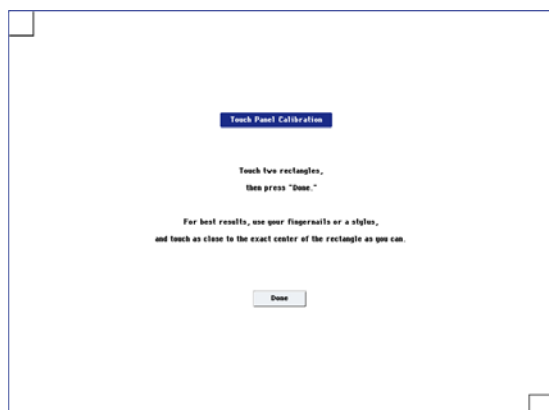 Touch Panel Calibration
Touch two rectangles,
then press "Done."
For best results, use your fingernails or a stylus,
and touch as close to the exact center of the rectangle as you can.
Done